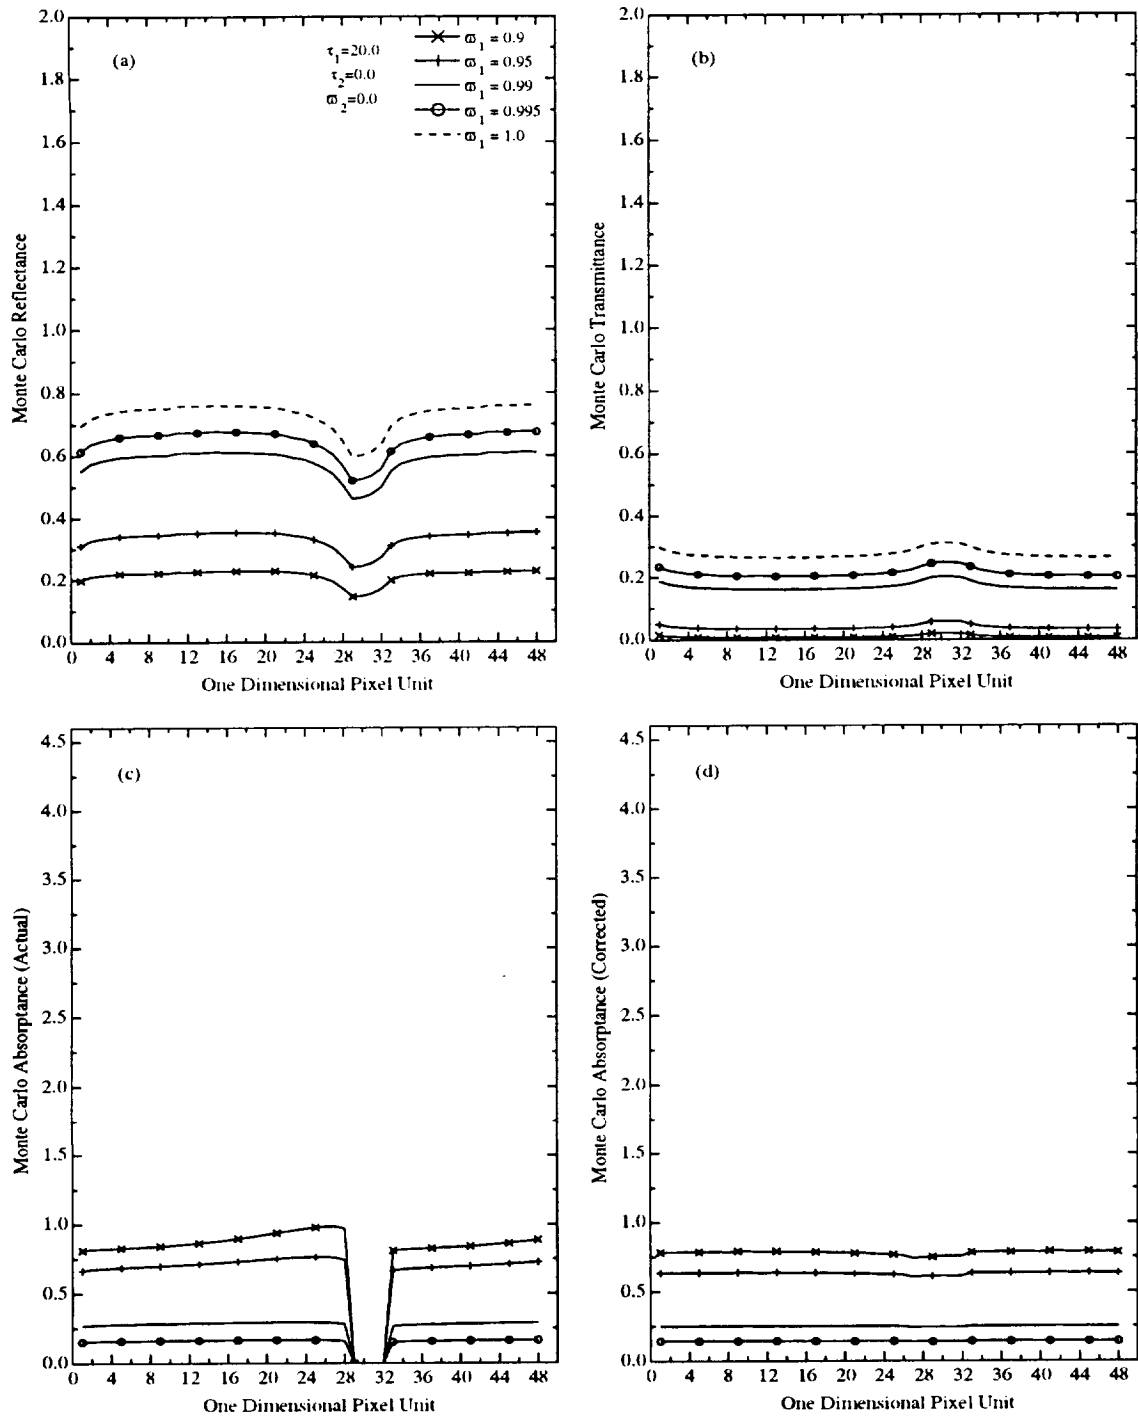 (a)
τ1=20.0
τ2=0.0
ϖ2=0.0
ϖ1 = 0.9
ϖ1 = 0.95
ϖ1 = 0.99
ϖ1 = 0.995
ϖ1 = 1.0
2.0
1.8
1.6
1.4
1.2
1.0
0.8
0.6
0.4
0.2
0.0
Monte Carlo Reflectance
0 4 8 12 16 20 24 28 32 36 40 44 48
One Dimensional Pixel Unit
(b)
2.0
1.8
1.6
1.4
1.2
1.0
0.8
0.6
0.4
0.2
0.0
Monte Carlo Transmittance
0 4 8 12 16 20 24 28 32 36 40 44 48
One Dimensional Pixel Unit
(c)
4.5
4.0
3.5
3.0
2.5
2.0
1.5
1.0
0.5
0.0
Monte Carlo Absorptance (Actual)
0 4 8 12 16 20 24 28 32 36 40 44 48
One Dimensional Pixel Unit
(d)
4.5
4.0
3.5
3.0
2.5
2.0
1.5
1.0
0.5
0.0
Monte Carlo Absorptance (Corrected)
0 4 8 12 16 20 24 28 32 36 40 44 48
One Dimensional Pixel Unit